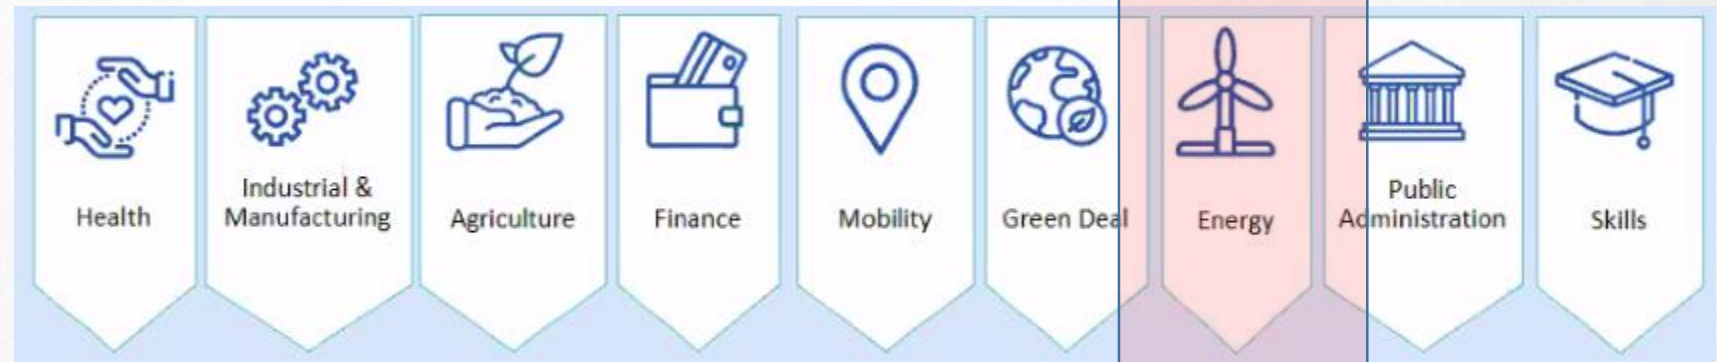 Health
Industrial &
Manufacturing
Agriculture
Finance
Mobility
Green Deal
Energy
Public
Administration
Skills